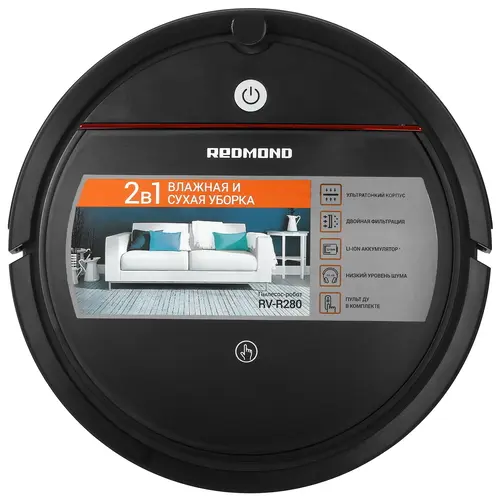 REDMOND
2в1 ВЛАЖНАЯ И
СУХАЯ УБОРКА
УЛЬТРАТОНКИЙ КОРПУС
ДВОЙНАЯ ФИЛЬТРАЦИЯ
LI-ION АККУМУЛЯТОР
НИЗКИЙ УРОВЕНЬ ШУМА
ПУЛЬТ ДУ
В КОМПЛЕКТЕ
Пылесос-робот
RV-R280